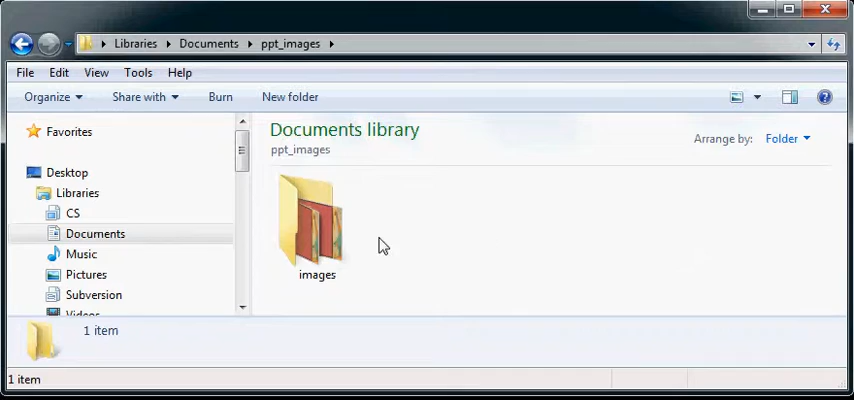 Libraries Documents ppt_images
File Edit View Tools Help
Organize Share with Burn New folder
Favorites
Desktop
Libraries
CS
Documents
Music
Pictures
Subversion
Videos
Documents library
ppt_images
Arrange by: Folder
images
1 item
1 item